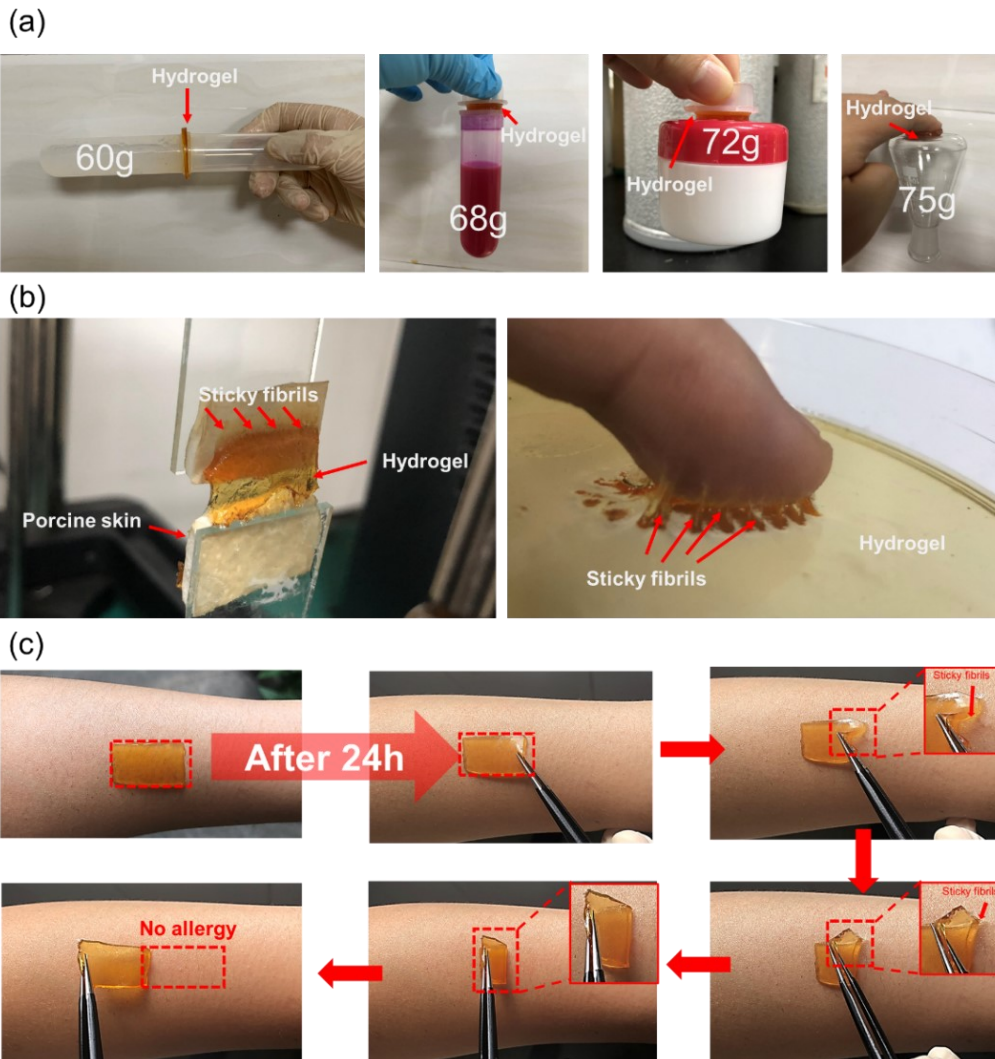 (a)
Hydrogel
60g
Hydrogel
68g
72g
Hydrogel
Hydrogel
75g
(b)
Sticky fibrils
Hydrogel
Porcine skin
Sticky fibrils
Hydrogel
(c)
After 24h
Sticky fibrils
Sticky fibrils
No allergy